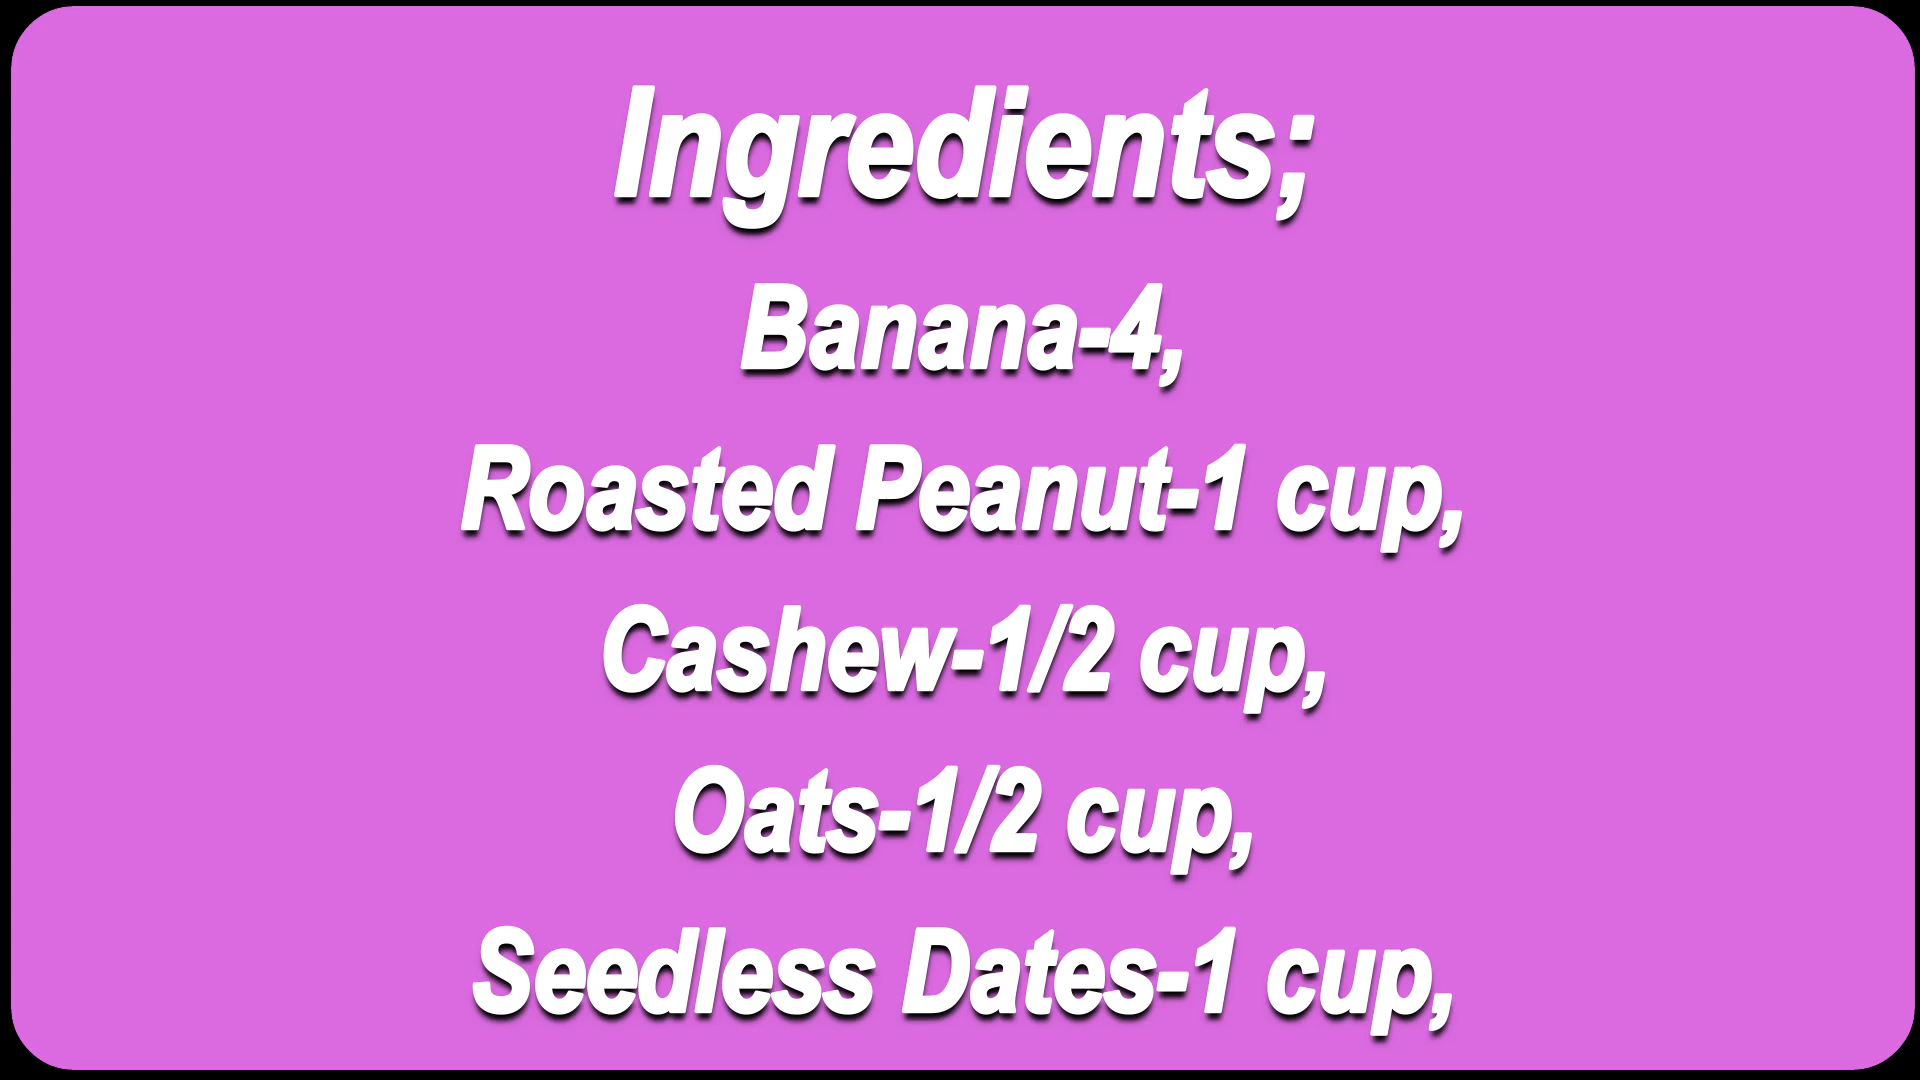 Ingredients;
Banana-4,
Roasted Peanut-1 cup,
Cashew-1/2 cup,
Oats-1/2 cup,
Seedless Dates-1 cup,